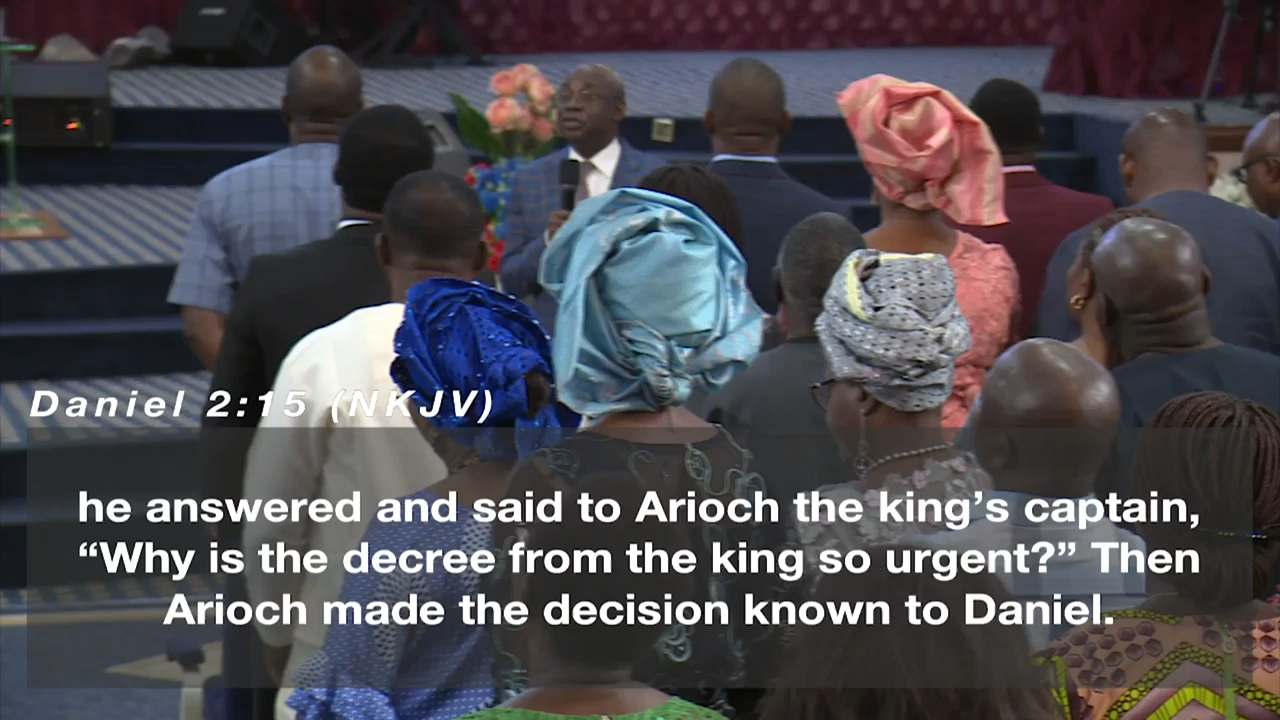 Daniel 2:15 (NKJV)
he answered and said to Arioch the king’s captain,
“Why is the decree from the king so urgent?” Then
Arioch made the decision known to Daniel.